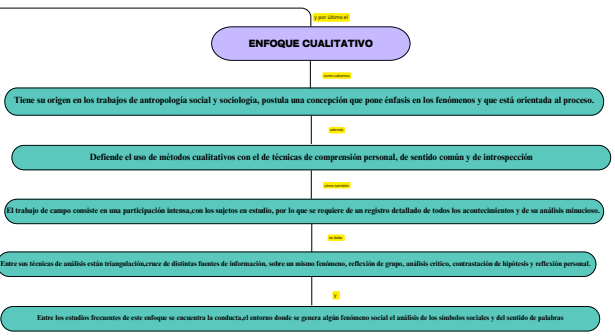 y por último el
ENFOQUE CUALITATIVO
como sabemos
Tiene su origen en los trabajos de antropología social y sociología, postula una concepción que pone énfasis en los fenómenos y que está orientada al proceso.
además
Defiende el uso de métodos cualitativos con el de técnicas de comprensión personal, de sentido común y de introspección
cómo también
El trabajo de campo consiste en una participación intensa,con los sujetos en estudio, por lo que se requiere de un registro detallado de todos los acontecimientos y de su análisis minucioso.
se debe
Entre sus técnicas de análisis están triangulación,cruce de distintas fuentes de información, sobre un mismo fenómeno, reflexión de grupo, análisis crítico, contrastación de hipótesis y reflexión personal.
y
Entre los estudios frecuentes de este enfoque se encuentra la conducta,el entorno donde se genera algún fenómeno social el análisis de los símbolos sociales y del sentido de palabras